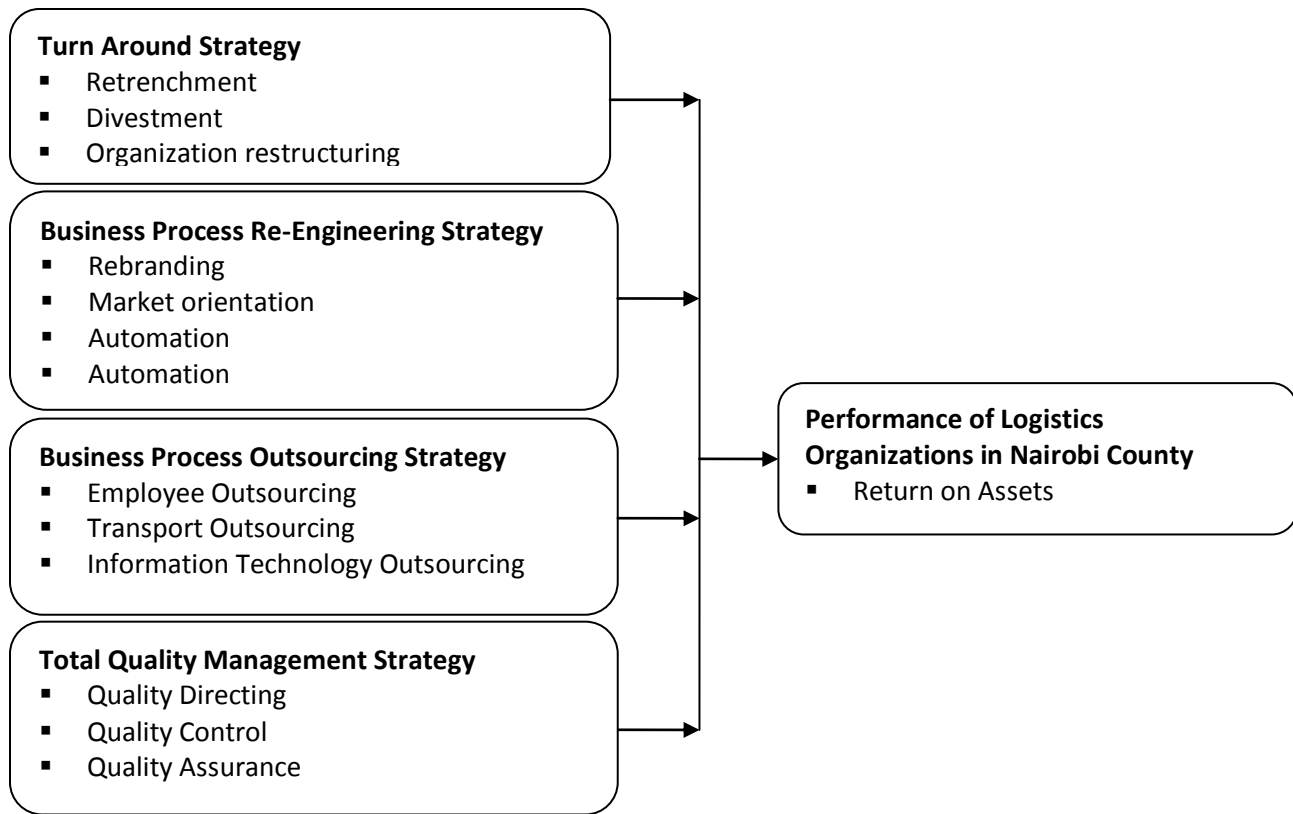 Turn Around Strategy
▪ Retrenchment
▪ Divestment
▪ Organization restructuring
Business Process Re-Engineering Strategy
▪ Rebranding
▪ Market orientation
▪ Automation
▪ Automation
Business Process Outsourcing Strategy
▪ Employee Outsourcing
▪ Transport Outsourcing
▪ Information Technology Outsourcing
Total Quality Management Strategy
▪ Quality Directing
▪ Quality Control
▪ Quality Assurance
Performance of Logistics
Organizations in Nairobi County
▪ Return on Assets